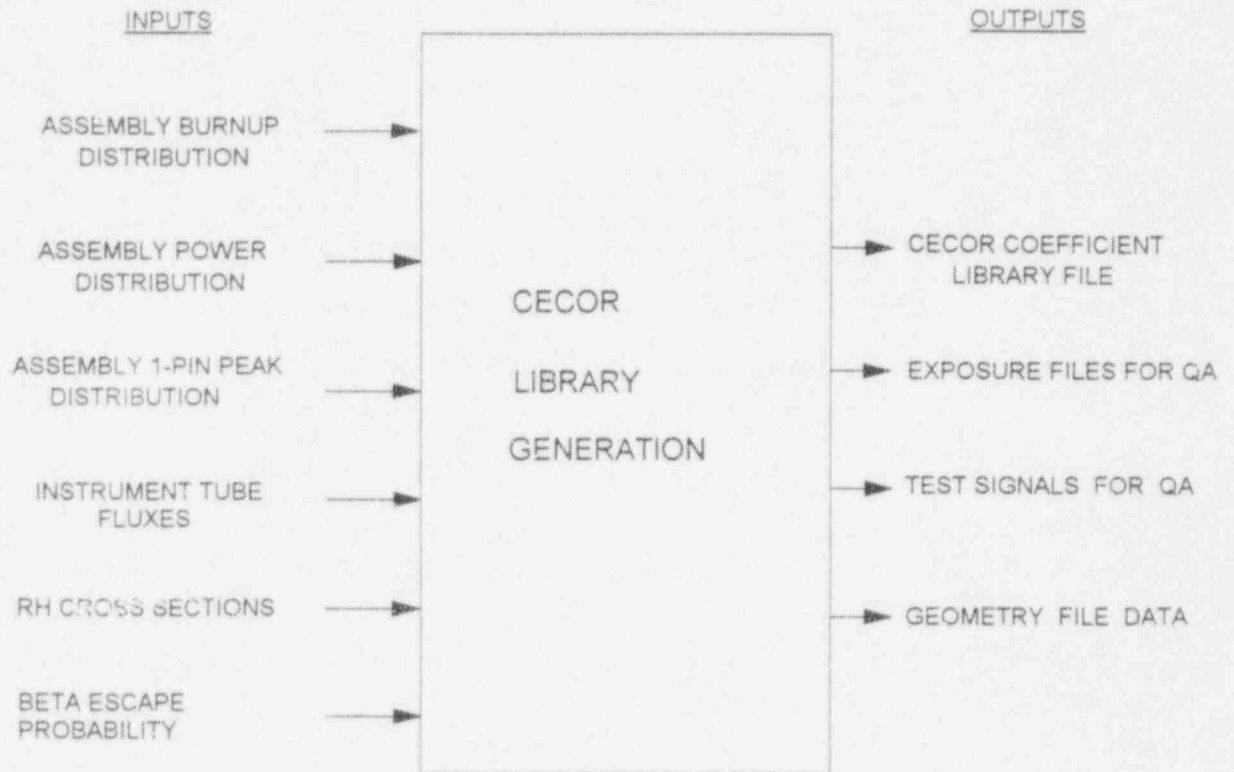 INPUTS
ASSEMBLY BURNUP
DISTRIBUTION
ASSEMBLY POWER
DISTRIBUTION
ASSEMBLY 1-PIN PEAK
DISTRIBUTION
INSTRUMENT TUBE
FLUXES
RH CROSS SECTIONS
BETA ESCAPE
PROBABILITY
CECOR
LIBRARY
GENERATION
OUTPUTS
CECOR COEFFICIENT
LIBRARY FILE
EXPOSURE FILES FOR QA
TEST SIGNALS FOR QA
GEOMETRY FILE DATA